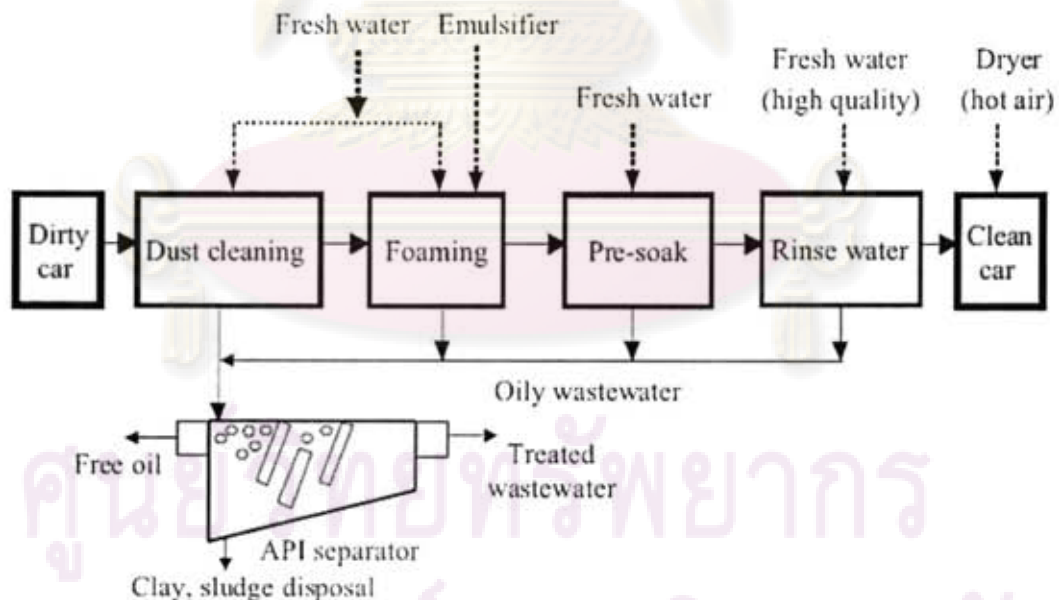 Fresh water Emulsifier
Fresh water
Fresh water
(high quality)
Dryer
(hot air)
Dirty
car
Dust cleaning
Foaming
Pre-soak
Rinse water
Clean
car
Oily wastewater
Free oil
Treated
wastewater
API separator
Clay, sludge disposal
ศูนย์วิทยทรัพยากร